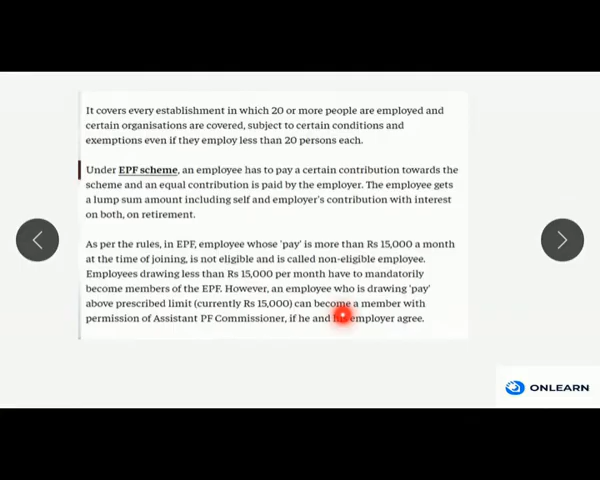 It covers every establishment in which 20 or more people are employed and
certain organisations are covered, subject to certain conditions and
exemptions even if they employ less than 20 persons each.
Under EPF scheme, an employee has to pay a certain contribution towards the
scheme and an equal contribution is paid by the employer. The employee gets
a lump sum amount including self and employer's contribution with interest
on both, on retirement.
As per the rules, in EPF, employee whose 'pay' is more than Rs 15,000 a month
at the time of joining, is not eligible and is called non-eligible employee.
Employees drawing less than Rs 15,000 per month have to mandatorily
become members of the EPF. However, an employee who is drawing 'pay'
above prescribed limit (currently Rs 15,000) can become a member with
permission of Assistant PF Commissioner, if he and employer agree.
ONLEARN